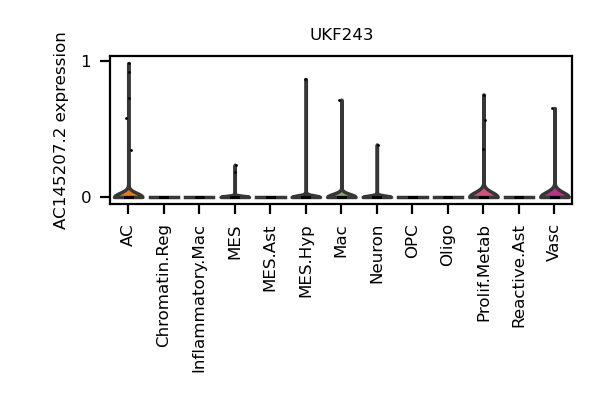 UKF243
AC145207.2 expression
1
0
AC
Chromatin.Reg
Inflammatory.Mac
MES
MES.Ast
MES.Hyp
Mac
Neuron
OPC
Oligo
Prolif.Metab
Reactive.Ast
Vasc